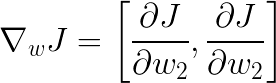 ∇_w J = [∂J/∂w_2, ∂J/∂w_2]